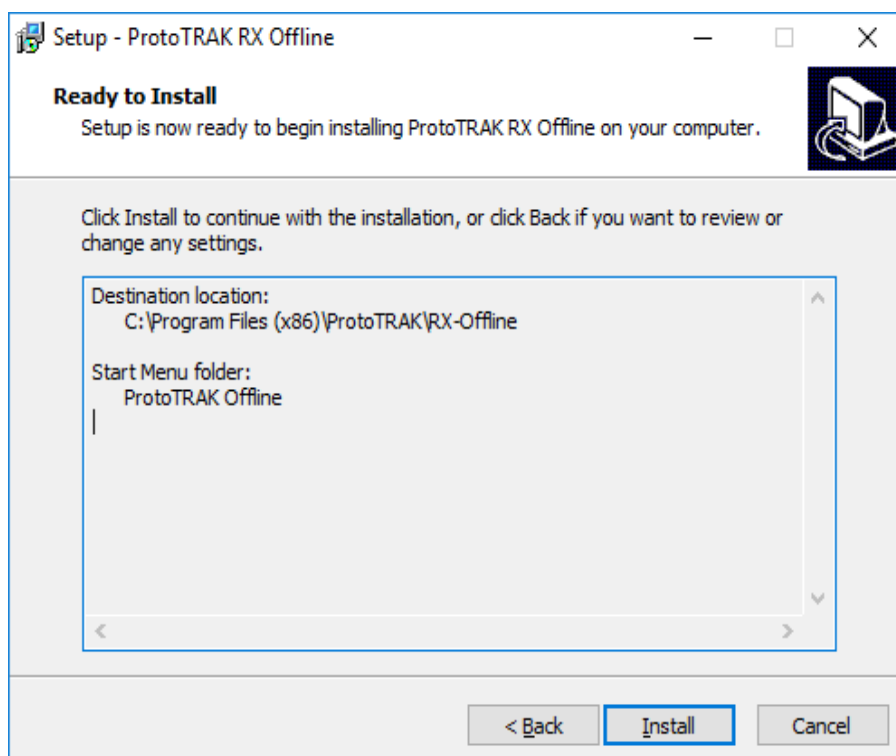 Setup - ProtoTRAK RX Offline
Ready to Install
Setup is now ready to begin installing ProtoTRAK RX Offline on your computer.
Click Install to continue with the installation, or click Back if you want to review or
change any settings.
Destination location:
C:\Program Files (x86)\ProtoTRAK\RX-Offline
Start Menu folder:
ProtoTRAK Offline
< Back
Install
Cancel